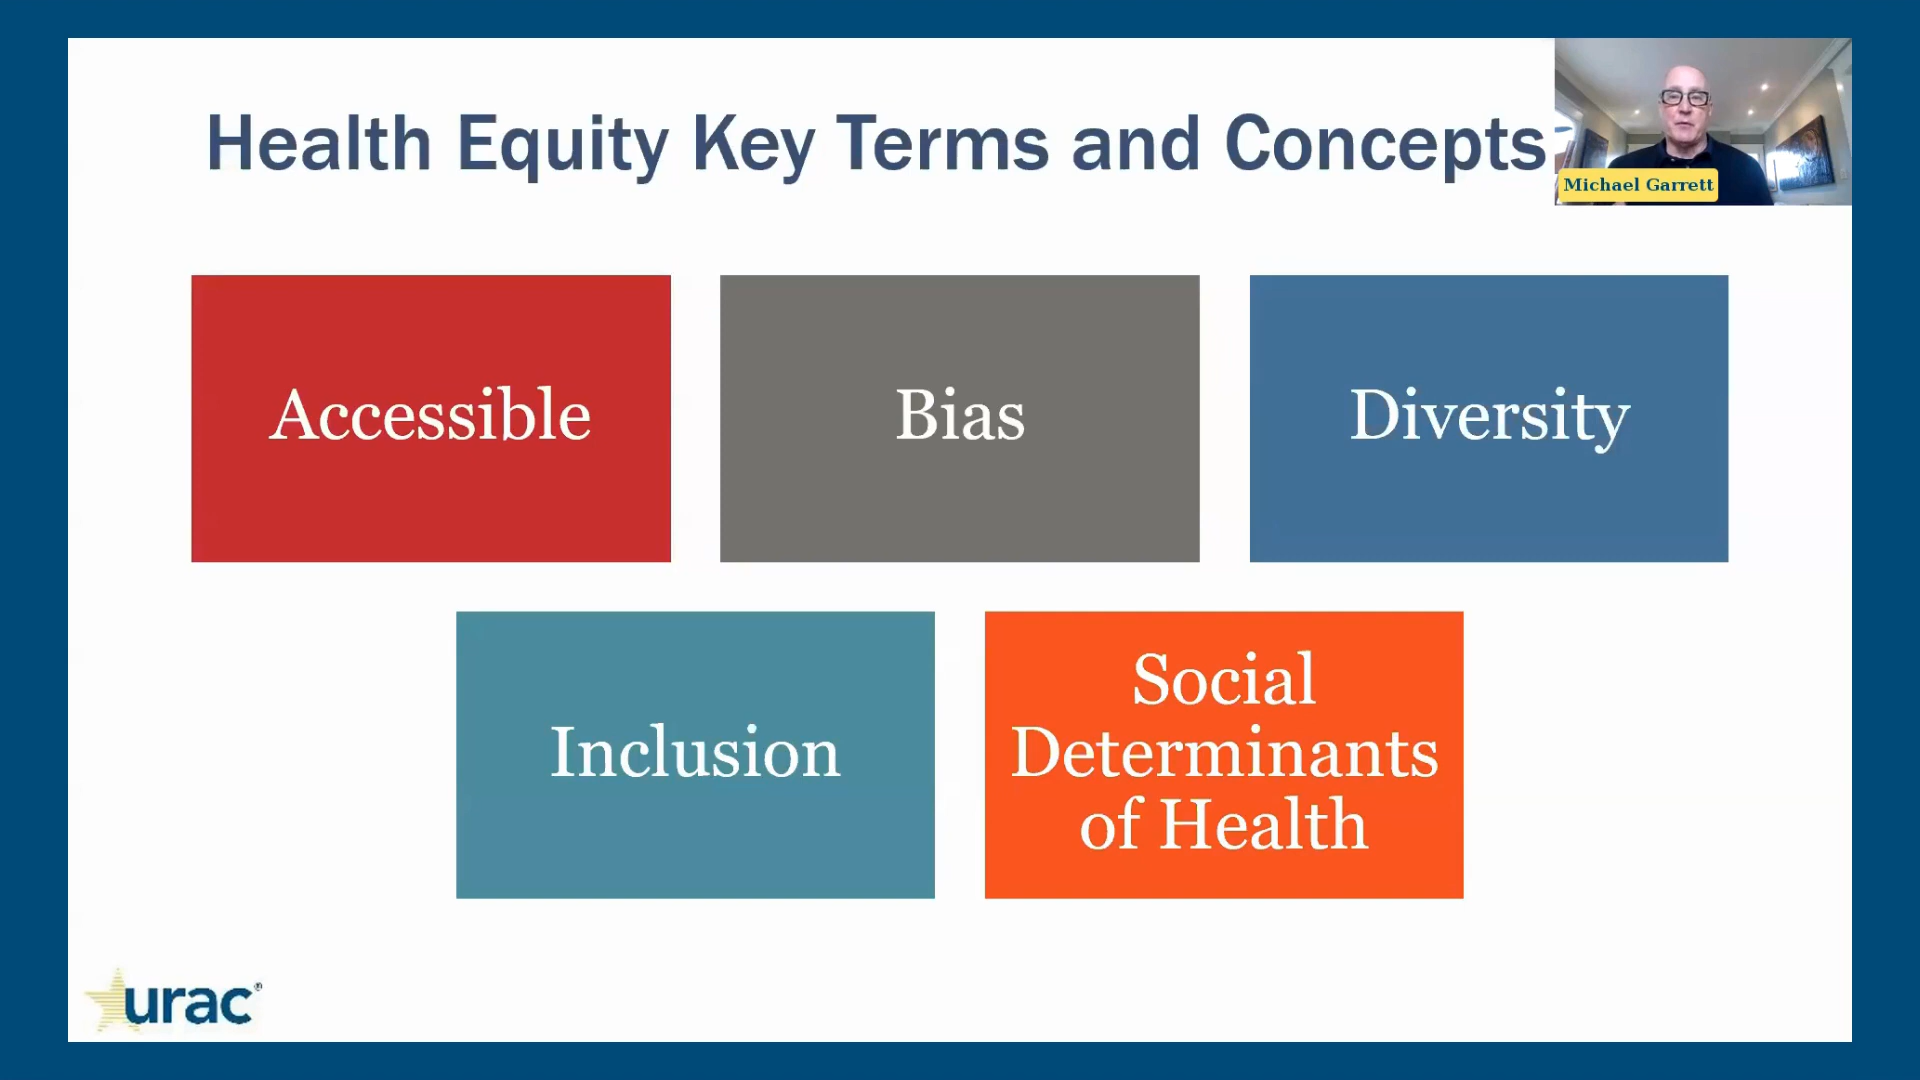 Health Equity Key Terms and Concepts
Michael Garrett
Accessible
Bias
Diversity
Inclusion
Social
Determinants
of Health
urac®